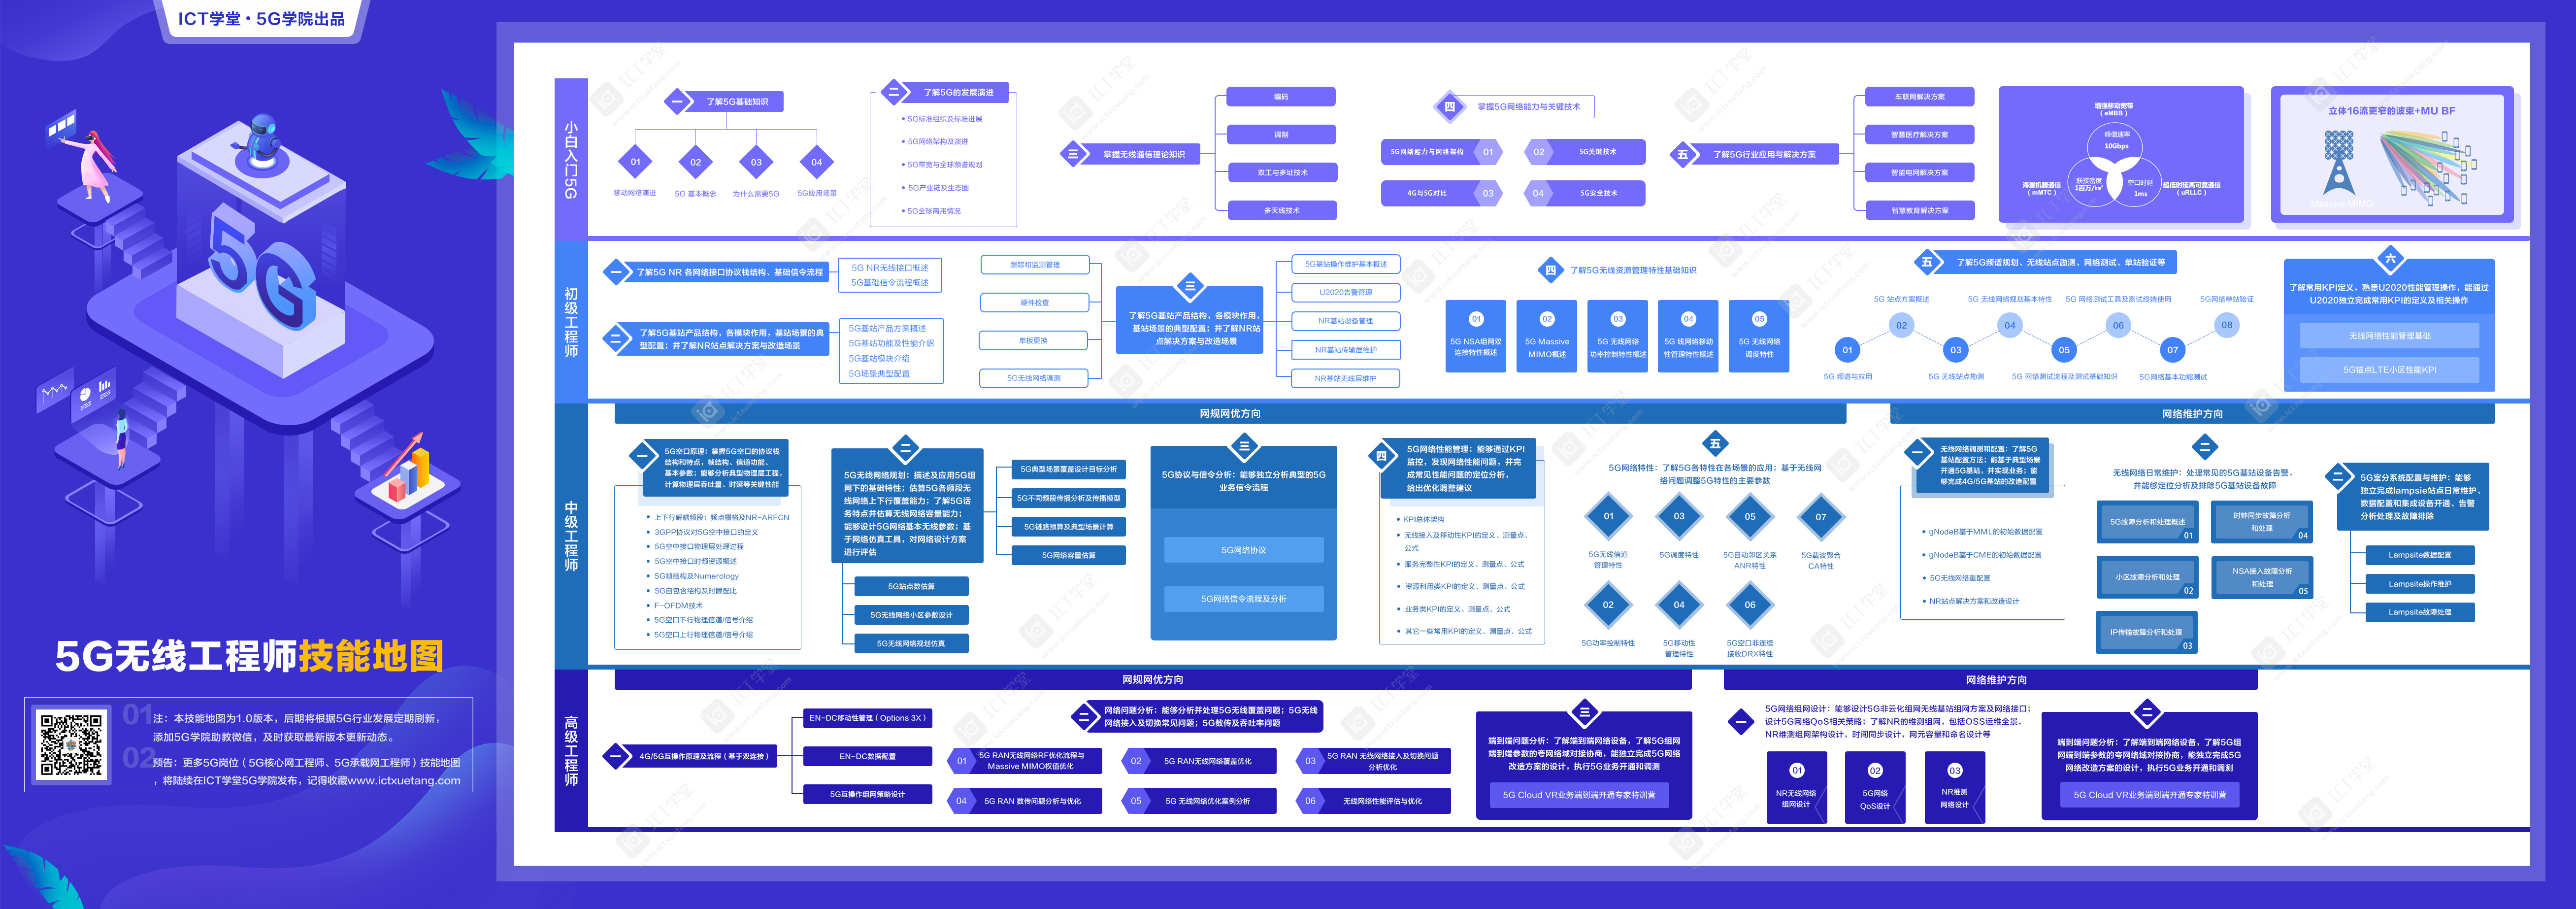 ICT学堂·5G学院出品
5G无线工程师技能地图
01
注：本技能地图为1.0版本，后期将根据5G行业发展定期刷新，
添加5G学院助教微信，及时获取最新版本更新动态。
02
预告：更多5G岗位（5G核心网工程师、5G承载网工程师）技能地图
，将陆续在ICT学堂5G学院发布，记得收藏www.ictxuetang.com
小白入门5G
一
了解5G基础知识
01
02
03
04
移动网络演进
5G 基本概念
为什么需要5G
5G应用场景
二
了解5G的发展演进
5G标准组织及标准进展
5G网络架构及演进
5G带宽与全球频道规划
5G产业链及生态圈
5G全球商用情况
三
掌握无线通信理论知识
编码
调制
双工与多址技术
多天线技术
四
掌握5G网络能力与关键技术
5G网络能力与网络架构
01
02
5G关键技术
4G与5G对比
03
04
5G安全技术
五
了解5G行业应用与解决方案
车联网解决方案
智慧医疗解决方案
智能电网解决方案
智慧教育解决方案
增强移动宽带
（eMBB）
峰值速率
10Gbps
联接密度
1百万/km²
空口时延
1ms
海量机器通信
（mMTC）
超低时延高可靠通信
（uRLLC）
立体16流更窄的波束+MU BF
Massive MIMO
初级工程师
一
了解5G NR 各网络接口协议栈结构、基础信令流程
5G NR无线接口概述
5G基础信令流程概述
二
了解5G基站产品结构，各模块作用，基站场景的典
型配置；并了解NR站点解决方案与改造场景
5G基站产品方案概述
5G基站功能及性能介绍
5G基站模块介绍
5G场景典型配置
跟踪和监测管理
硬件检查
单板更换
5G无线网络调测
三
了解5G基站产品结构，各模块作用，
基站场景的典型配置；并了解NR站
点解决方案与改造场景
5G基站操作维护基本概述
U2020告警管理
NR基站设备管理
NR基站传输层维护
NR基站无线层维护
四
了解5G无线资源管理特性基础知识
01
5G NSA组网双
连接特性概述
02
5G Massive
MIMO概述
03
5G 无线网络
功率控制特性概述
04
5G 线网络移动
性管理特性概述
05
5G 无线网络
调度特性
五
了解5G频谱规划、无线站点勘测、网络测试、单站验证等
5G 站点方案概述
5G 无线网络规划基本特性
5G 网络测试工具及测试终端使用
5G网络单站验证
02
04
06
08
01
03
05
07
5G 频谱与应用
5G 无线站点勘测
5G 网络测试流程及测试基础知识
5G网络基本功能测试
六
了解常用KPI定义，熟悉U2020性能管理操作，能通过
U2020独立完成常用KPI的定义及相关操作
无线网络性能管理基础
5G锚点LTE小区性能KPI
中级工程师
网规网优方向
一
5G空口原理：掌握5G空口的协议栈
结构和特点，帧结构、信道功能、
基本参数；能够分析典型物理层工程，
计算物理层吞吐量、时延等关键性能
上下行解耦频段；频点栅格及NR-ARFCN
3GPP协议对5G空中接口的定义
5G空中接口物理层处理过程
5G空中接口时频资源概述
5G帧结构及Numerology
5G自包含结构及时隙配比
F-OFDM技术
5G空口下行物理信道/信号介绍
5G空口上行物理信道/信号介绍
二
5G无线网络规划：描述及应用5G组
网下的基础特性；估算5G各频段无
线网络上下行覆盖能力；了解5G话
务特点并估算无线网络容量能力；
能够设计5G网络基本无线参数；基
于网络仿真工具，对网络设计方案
进行评估
5G站点数估算
5G无线网络小区参数设计
5G无线网络规划仿真
5G典型场景覆盖设计目标分析
5G不同频段传播分析及传播模型
5G链路预算及典型场景计算
5G网络容量估算
三
5G协议与信令分析：能够独立分析典型的5G
业务信令流程
5G网络协议
5G网络信令流程及分析
四
5G网络性能管理：能够通过KPI
监控，发现网络性能问题，并完
成常见性能问题的定位分析，
给出优化调整建议
KPI总体架构
无线接入及移动性KPI的定义、测量点、
公式
服务完整性KPI的定义、测量点、公式
资源利用类KPI的定义、测量点、公式
业务类KPI的定义、测量点、公式
其它一些常用KPI的定义、测量点、公式
五
5G网络特性：了解5G各特性在各场景的应用；基于无线网
络问题调整5G特性的主要参数
01
03
05
07
5G无线信道
管理特性
5G调度特性
5G自动邻区关系
ANR特性
5G载波聚合
CA特性
02
04
06
5G功率控制特性
5G移动性
管理特性
5G空口非连续
接收DRX特性
网络维护方向
一
无线网络调测和配置：了解5G
基站配置方法；能基于典型场景
开通5G基站，并实现业务；能
够完成4G/5G基站的改造配置
gNodeB基于MML的初始数据配置
gNodeB基于CME的初始数据配置
5G无线网络重配置
NR站点解决方案和改造设计
二
无线网络日常维护：处理常见的5G基站设备告警，
并能够定位分析及排除5G基站设备故障
5G故障分析和处理概述
01
时钟同步故障分析
和处理
04
小区故障分析和处理
02
NSA接入故障分析
和处理
05
IP传输故障分析和处理
03
二
5G室分系统配置与维护：能够
独立完成lampsie站点日常维护、
数据配置和集成设备开通、告警
分析处理及故障排除
Lampsite数据配置
Lampsite操作维护
Lampsite故障处理
高级工程师
网规网优方向
一
4G/5G互操作原理及流程（基于双连接）
EN-DC移动性管理（Options 3X）
EN-DC数据配置
5G互操作组网策略设计
二
网络问题分析：能够分析并处理5G无线覆盖问题；5G无线
网络接入及切换常见问题；5G数传及吞吐率问题
01
5G RAN无线网络RF优化流程与
Massive MIMO权值优化
02
5G RAN无线网络覆盖优化
03
5G RAN 无线网络接入及切换问题
分析优化
04
5G RAN 数传问题分析与优化
05
5G 无线网络优化案例分析
06
无线网络性能评估与优化
三
端到端问题分析：了解端到端网络设备，了解5G组网
端到端参数的夸网络域对接协商，能独立完成5G网络
改造方案的设计，执行5G业务开通和调测
5G Cloud VR业务端到端开通专家特训营
网络维护方向
一
5G网络组网设计：能够设计5G非云化组网无线基站组网方案及网络接口；
设计5G网络QoS相关策略；了解NR的维测组网，包括OSS运维全景，
NR维测组网架构设计，时间同步设计，网元容量和命名设计等
01
NR无线网络
组网设计
02
5G网络
QoS设计
03
NR维测
网络设计
二
端到端问题分析：了解端到端网络设备，了解5G组
网端到端参数的夸网络域对接协商，能独立完成5G
网络改造方案的设计，执行5G业务开通和调测
5G Cloud VR业务端到端开通专家特训营
ICT学堂
www.ictxuetang.com